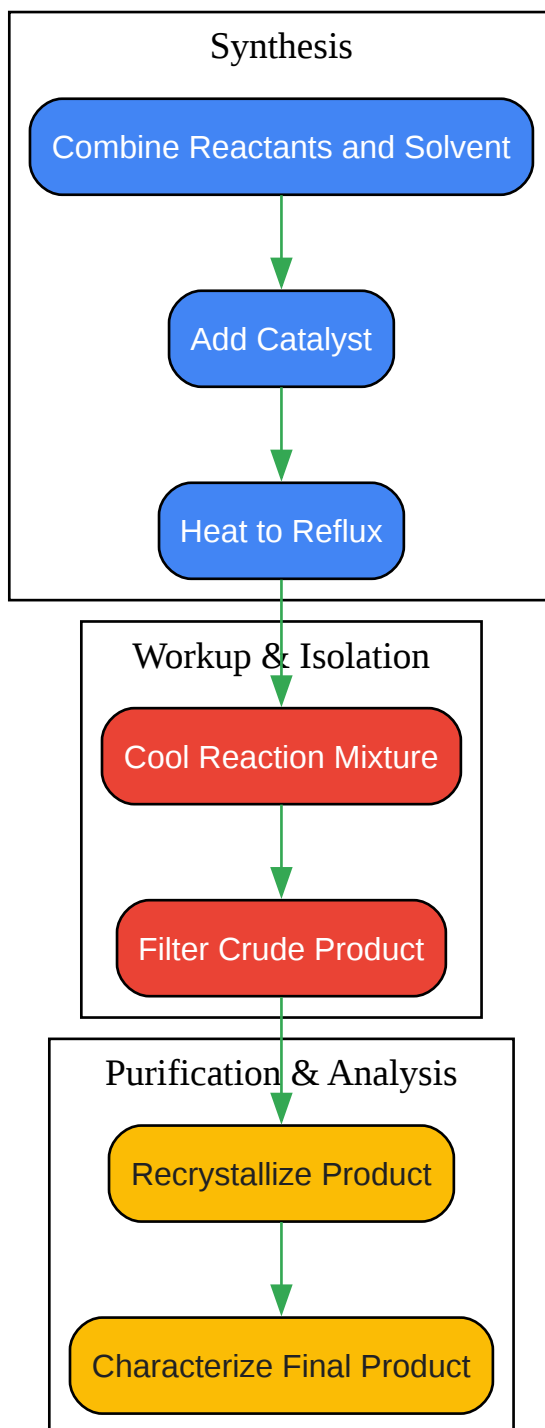 Synthesis
Combine Reactants and Solvent
Add Catalyst
Heat to Reflux
Workup & Isolation
Cool Reaction Mixture
Filter Crude Product
Purification & Analysis
Recrystallize Product
Characterize Final Product